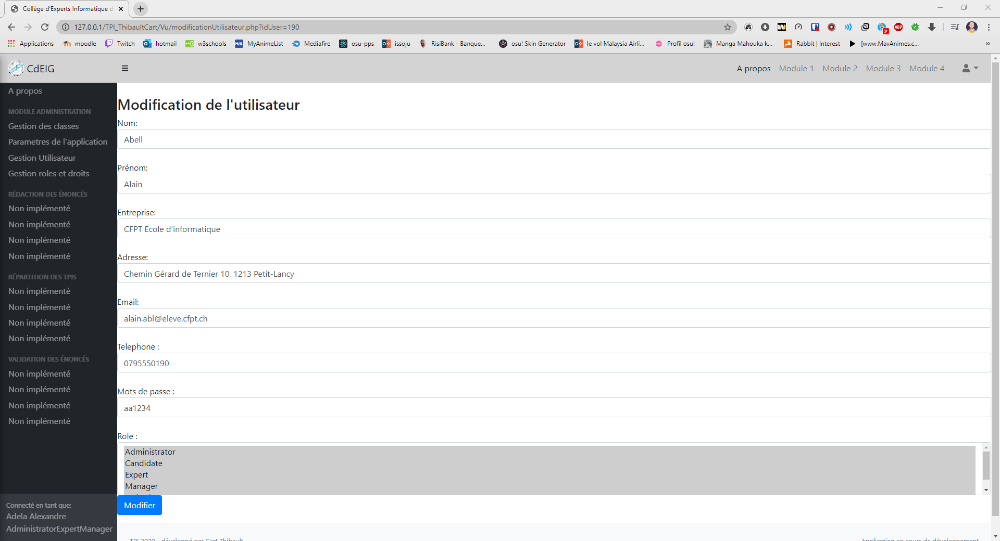 Collège d'Experts Informatique d
127.0.0.1/TPI_ThibaultCart/Vu/modificationUtilisateur.php?idUser=190
Applications moodle Twitch hotmail w3schools MyAnimeList Mediafire osu-pps issoju RisiBank - Banque... osu! Skin Generator le vol Malaysia Airli... Profil osu! Manga Mahouka k... Rabbit | Interest [www.MavAnimes.c... »
CdEIG
A propos Module 1 Module 2 Module 3 Module 4
A propos
MODULE ADMINISTRATION
Gestion des classes
Parametres de l'application
Gestion Utilisateur
Gestion roles et droits
RÉDACTION DES ÉNONCÉS
Non implémenté
Non implémenté
Non implémenté
Non implémenté
RÉPARTITION DES TPIS
Non implémenté
Non implémenté
Non implémenté
Non implémenté
VALIDATION DES ÉNONCÉS
Non implémenté
Non implémenté
Non implémenté
Non implémenté
Connecté en tant que:
Adela Alexandre
AdministratorExpertManager
Modification de l'utilisateur
Nom:
Abell
Prénom:
Alain
Entreprise:
CFPT Ecole d'informatique
Adresse:
Chemin Gérard de Ternier 10, 1213 Petit-Lancy
Email:
alain.abl@eleve.cfpt.ch
Telephone :
0795550190
Mots de passe :
aa1234
Role :
Administrator
Candidate
Expert
Manager
Modifier
TPI 2020 - développé par Cart Thibault
Application en cours de développement